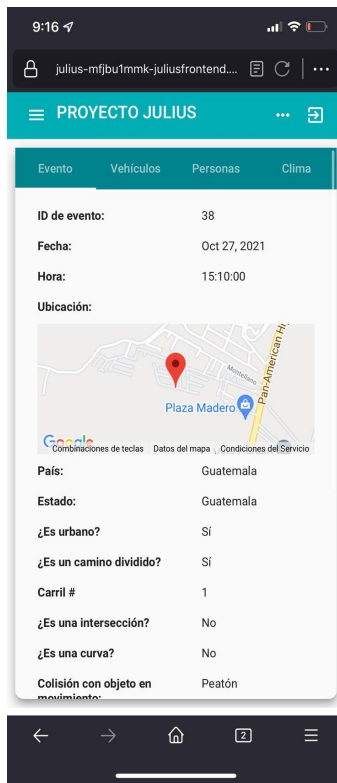 9:16
julius-mfjbu1mmk-juliusfrontend....
PROYECTO JULIUS
Evento Vehículos Personas Clima
ID de evento: 38
Fecha: Oct 27, 2021
Hora: 15:10:00
Ubicación:
Montellano
Pan-American Hi
Plaza Madero
Google
Combinaciones de teclas Datos del mapa Condiciones del Servicio
País: Guatemala
Estado: Guatemala
¿Es urbano? Sí
¿Es un camino dividido? Sí
Carril # 1
¿Es una intersección? No
¿Es una curva? No
Colisión con objeto en Peatón
movimiento:
2